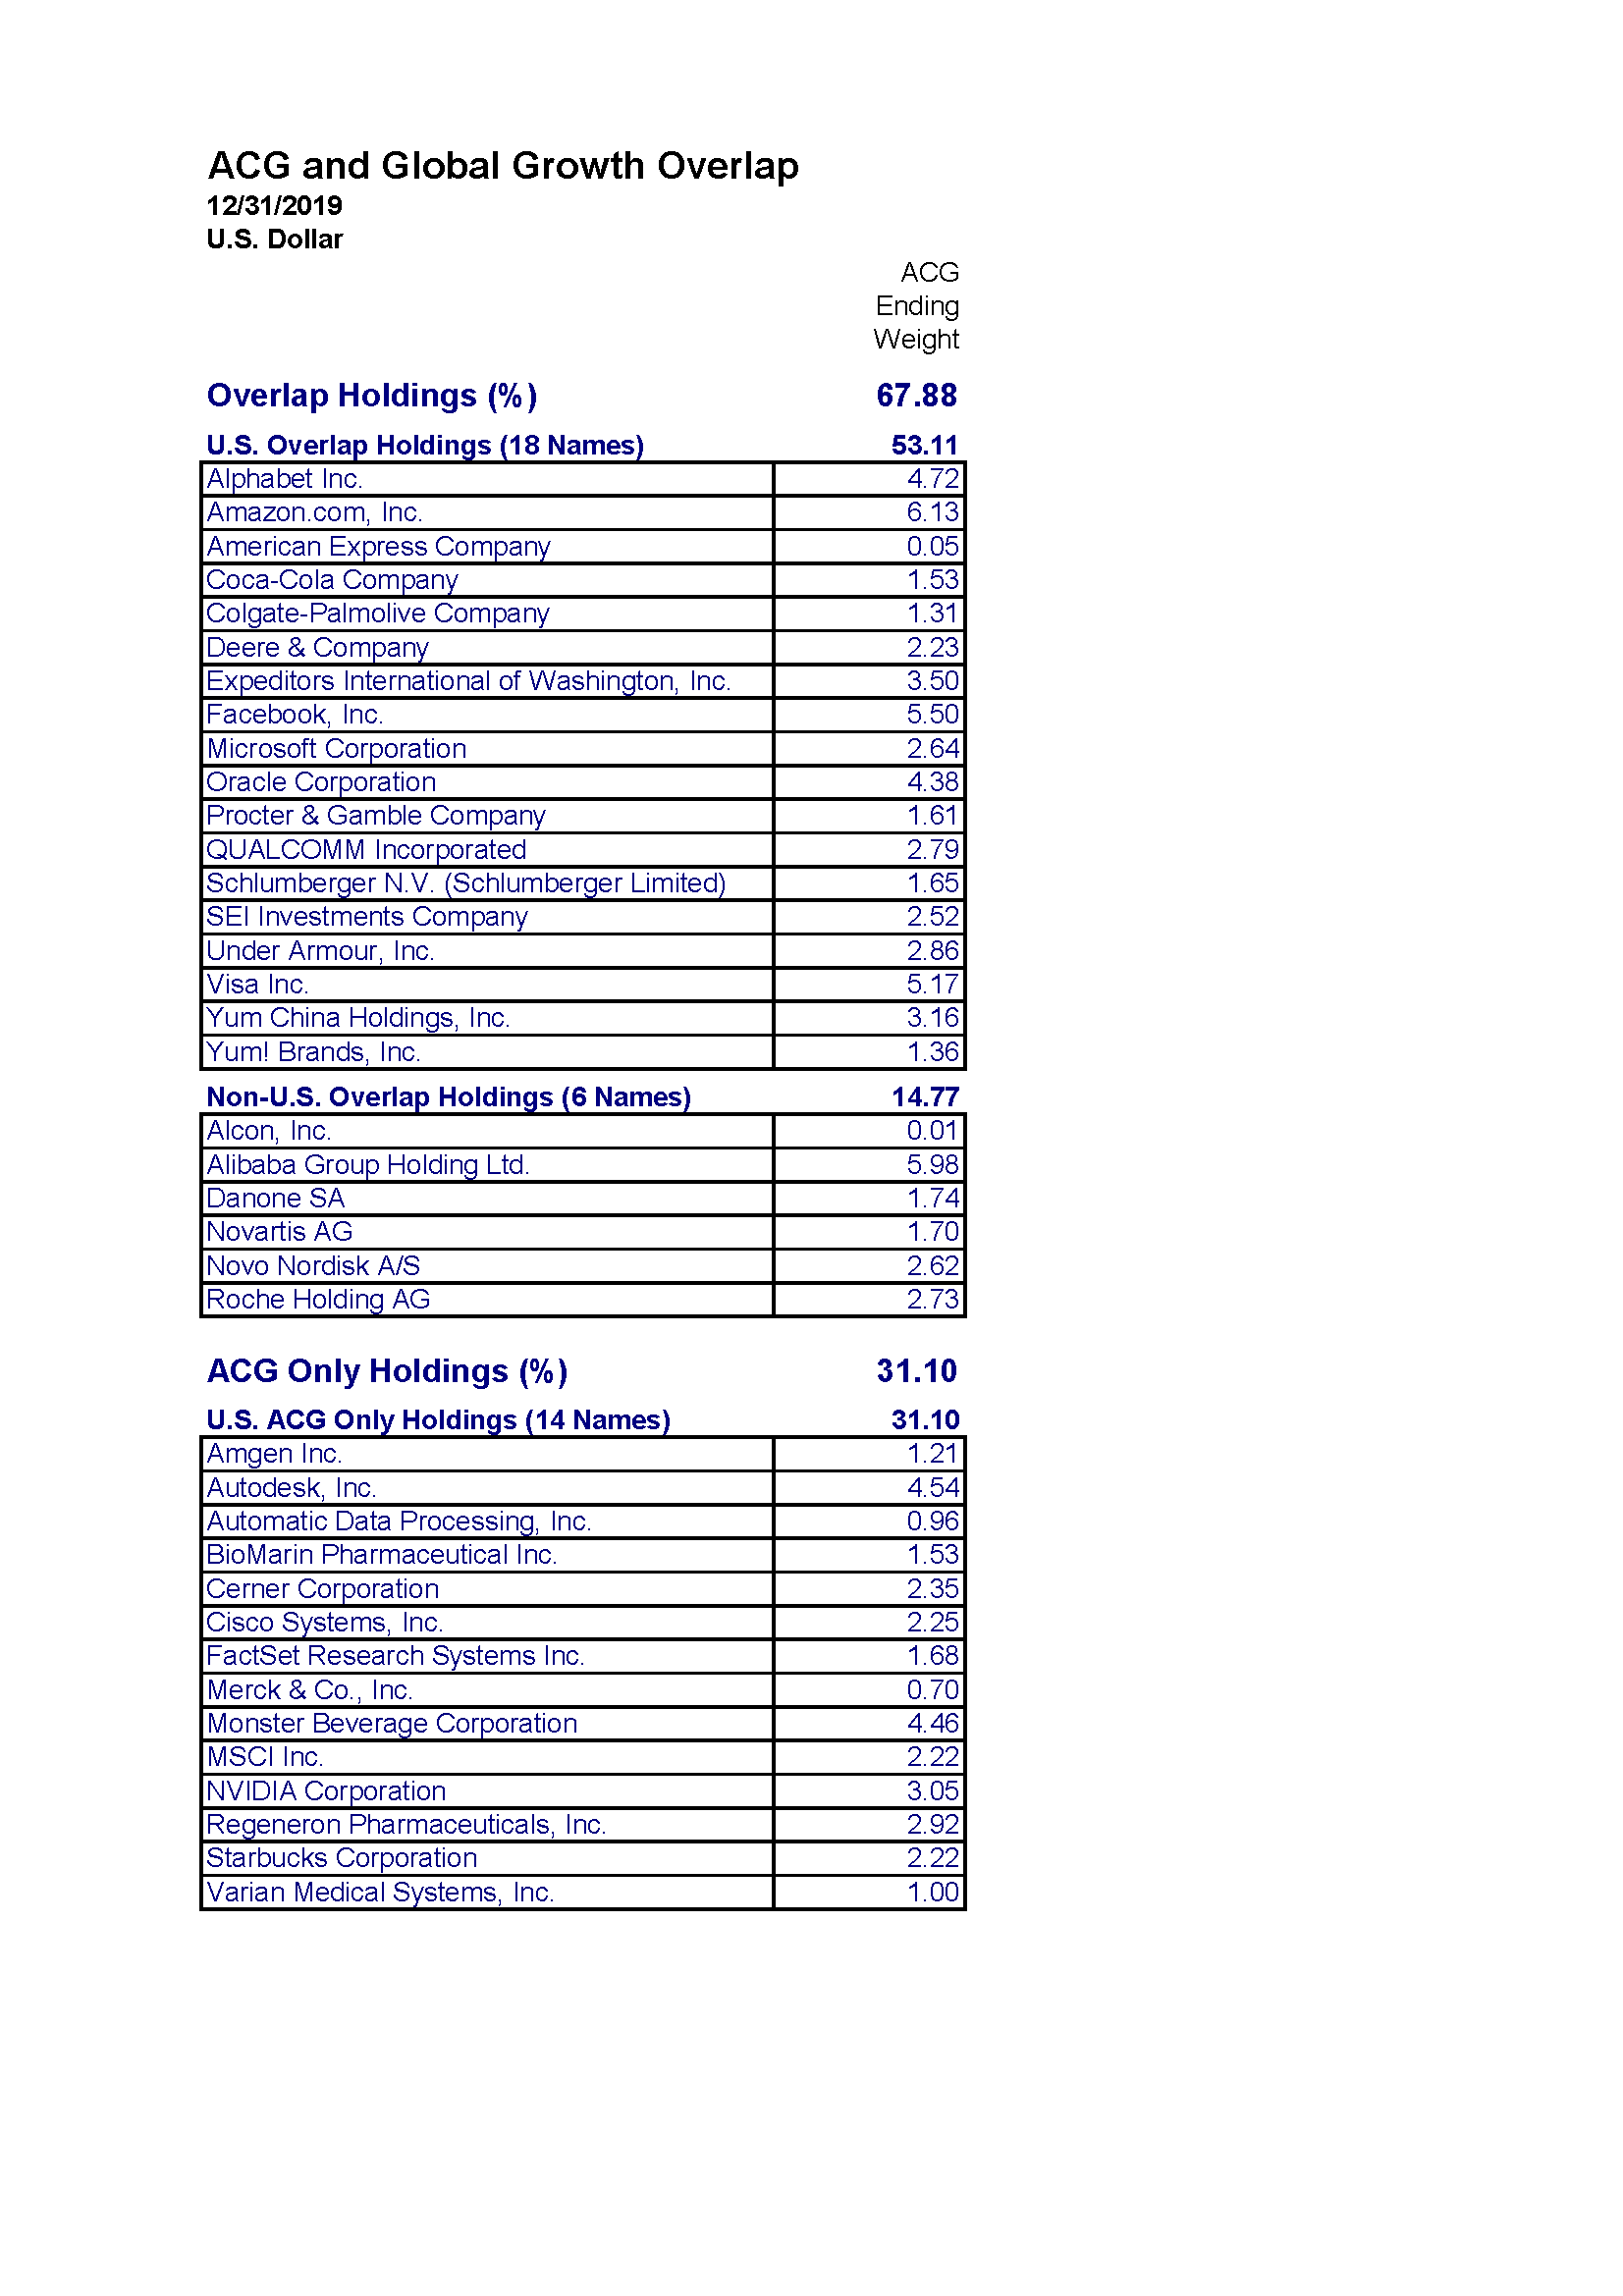 ACG and Global Growth Overlap
12/31/2019
U.S. Dollar
ACG
Ending
Weight
Overlap Holdings (%) 67.88
U.S. Overlap Holdings (18 Names) 53.11
Alphabet Inc. 4.72
Amazon.com, Inc. 6.13
American Express Company 0.05
Coca-Cola Company 1.53
Colgate-Palmolive Company 1.31
Deere & Company 2.23
Expeditors International of Washington, Inc. 3.50
Facebook, Inc. 5.50
Microsoft Corporation 2.64
Oracle Corporation 4.38
Procter & Gamble Company 1.61
QUALCOMM Incorporated 2.79
Schlumberger N.V. (Schlumberger Limited) 1.65
SEI Investments Company 2.52
Under Armour, Inc. 2.86
Visa Inc. 5.17
Yum China Holdings, Inc. 3.16
Yum! Brands, Inc. 1.36
Non-U.S. Overlap Holdings (6 Names) 14.77
Alcon, Inc. 0.01
Alibaba Group Holding Ltd. 5.98
Danone SA 1.74
Novartis AG 1.70
Novo Nordisk A/S 2.62
Roche Holding AG 2.73
ACG Only Holdings (%) 31.10
U.S. ACG Only Holdings (14 Names) 31.10
Amgen Inc. 1.21
Autodesk, Inc. 4.54
Automatic Data Processing, Inc. 0.96
BioMarin Pharmaceutical Inc. 1.53
Cerner Corporation 2.35
Cisco Systems, Inc. 2.25
FactSet Research Systems Inc. 1.68
Merck & Co., Inc. 0.70
Monster Beverage Corporation 4.46
MSCI Inc. 2.22
NVIDIA Corporation 3.05
Regeneron Pharmaceuticals, Inc. 2.92
Starbucks Corporation 2.22
Varian Medical Systems, Inc. 1.00